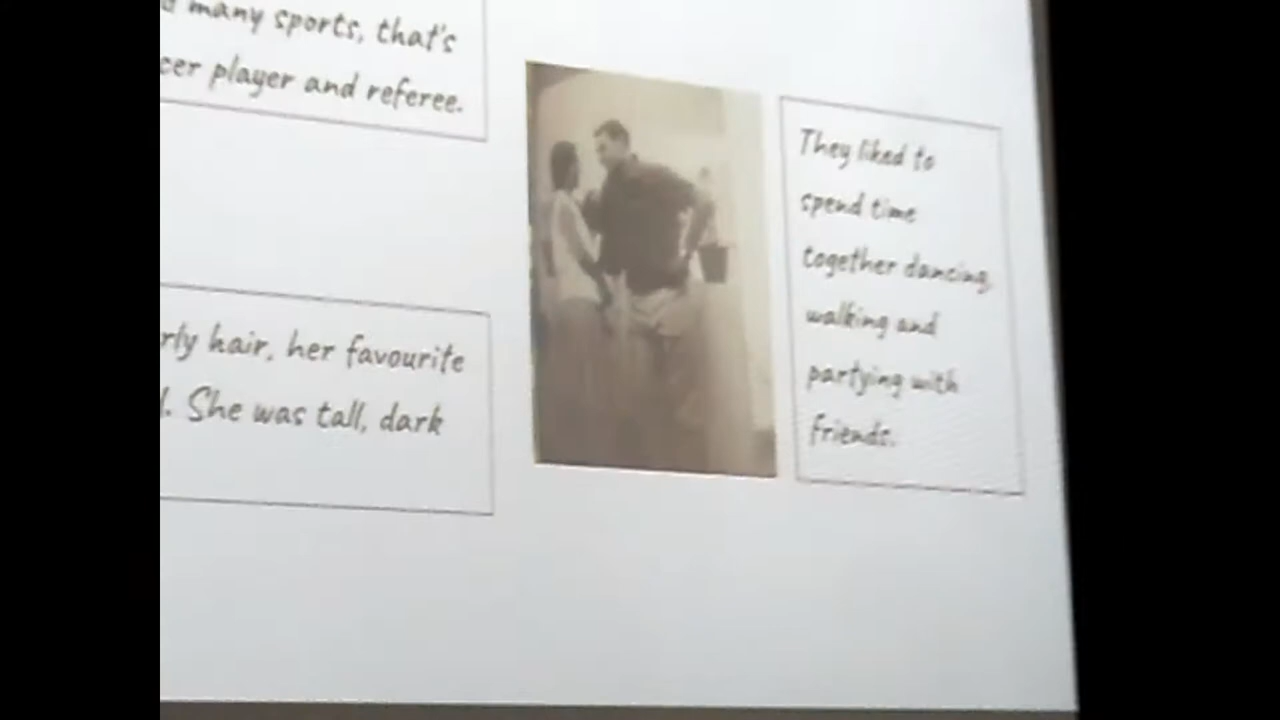 many sports, that's
cer player and referee.
rly hair, her favourite
l. She was tall, dark
They liked to
spend time
together dancing,
walking and
partying with
friends.